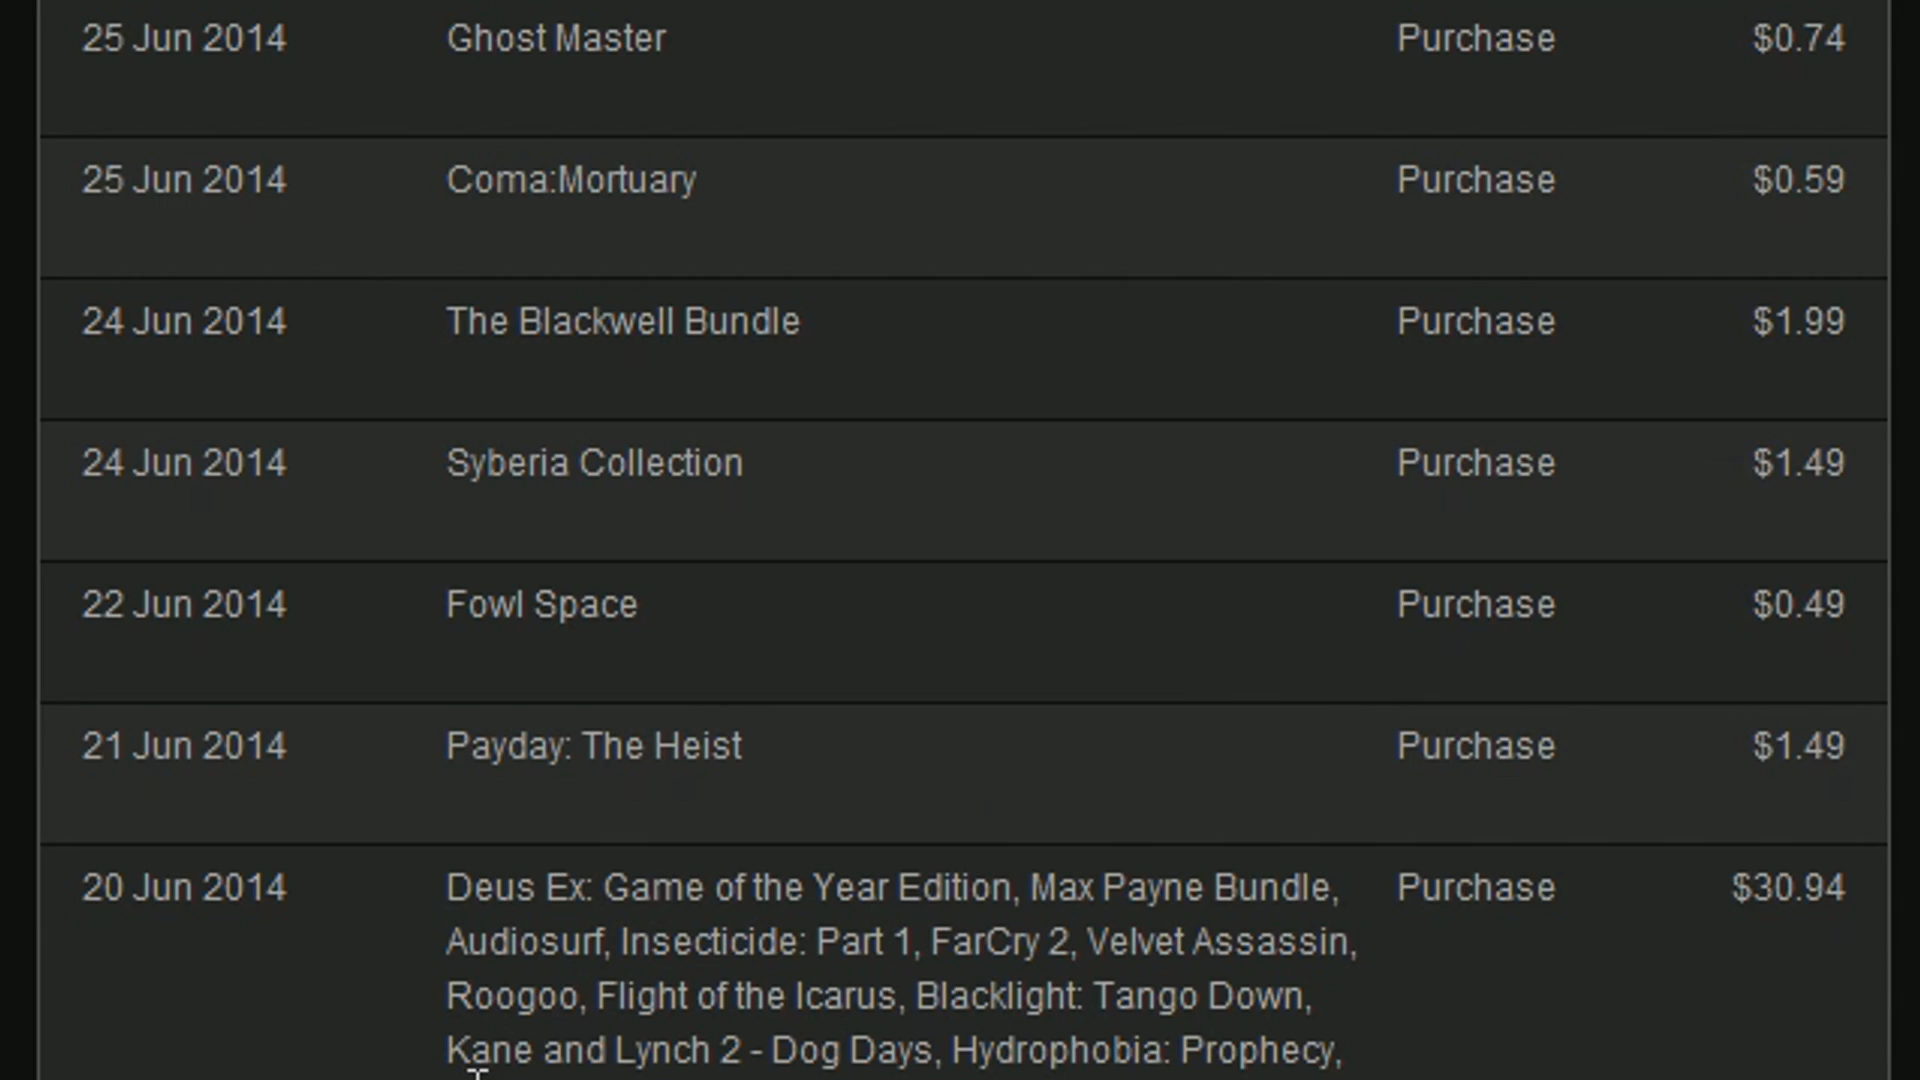 25 Jun 2014 Ghost Master Purchase $0.74
25 Jun 2014 Coma:Mortuary Purchase $0.59
24 Jun 2014 The Blackwell Bundle Purchase $1.99
24 Jun 2014 Syberia Collection Purchase $1.49
22 Jun 2014 Fowl Space Purchase $0.49
21 Jun 2014 Payday: The Heist Purchase $1.49
20 Jun 2014 Deus Ex: Game of the Year Edition, Max Payne Bundle, Purchase $30.94
Audiosurf, Insecticide: Part 1, FarCry 2, Velvet Assassin,
Roogoo, Flight of the Icarus, Blacklight: Tango Down,
Kane and Lynch 2 - Dog Days, Hydrophobia: Prophecy,